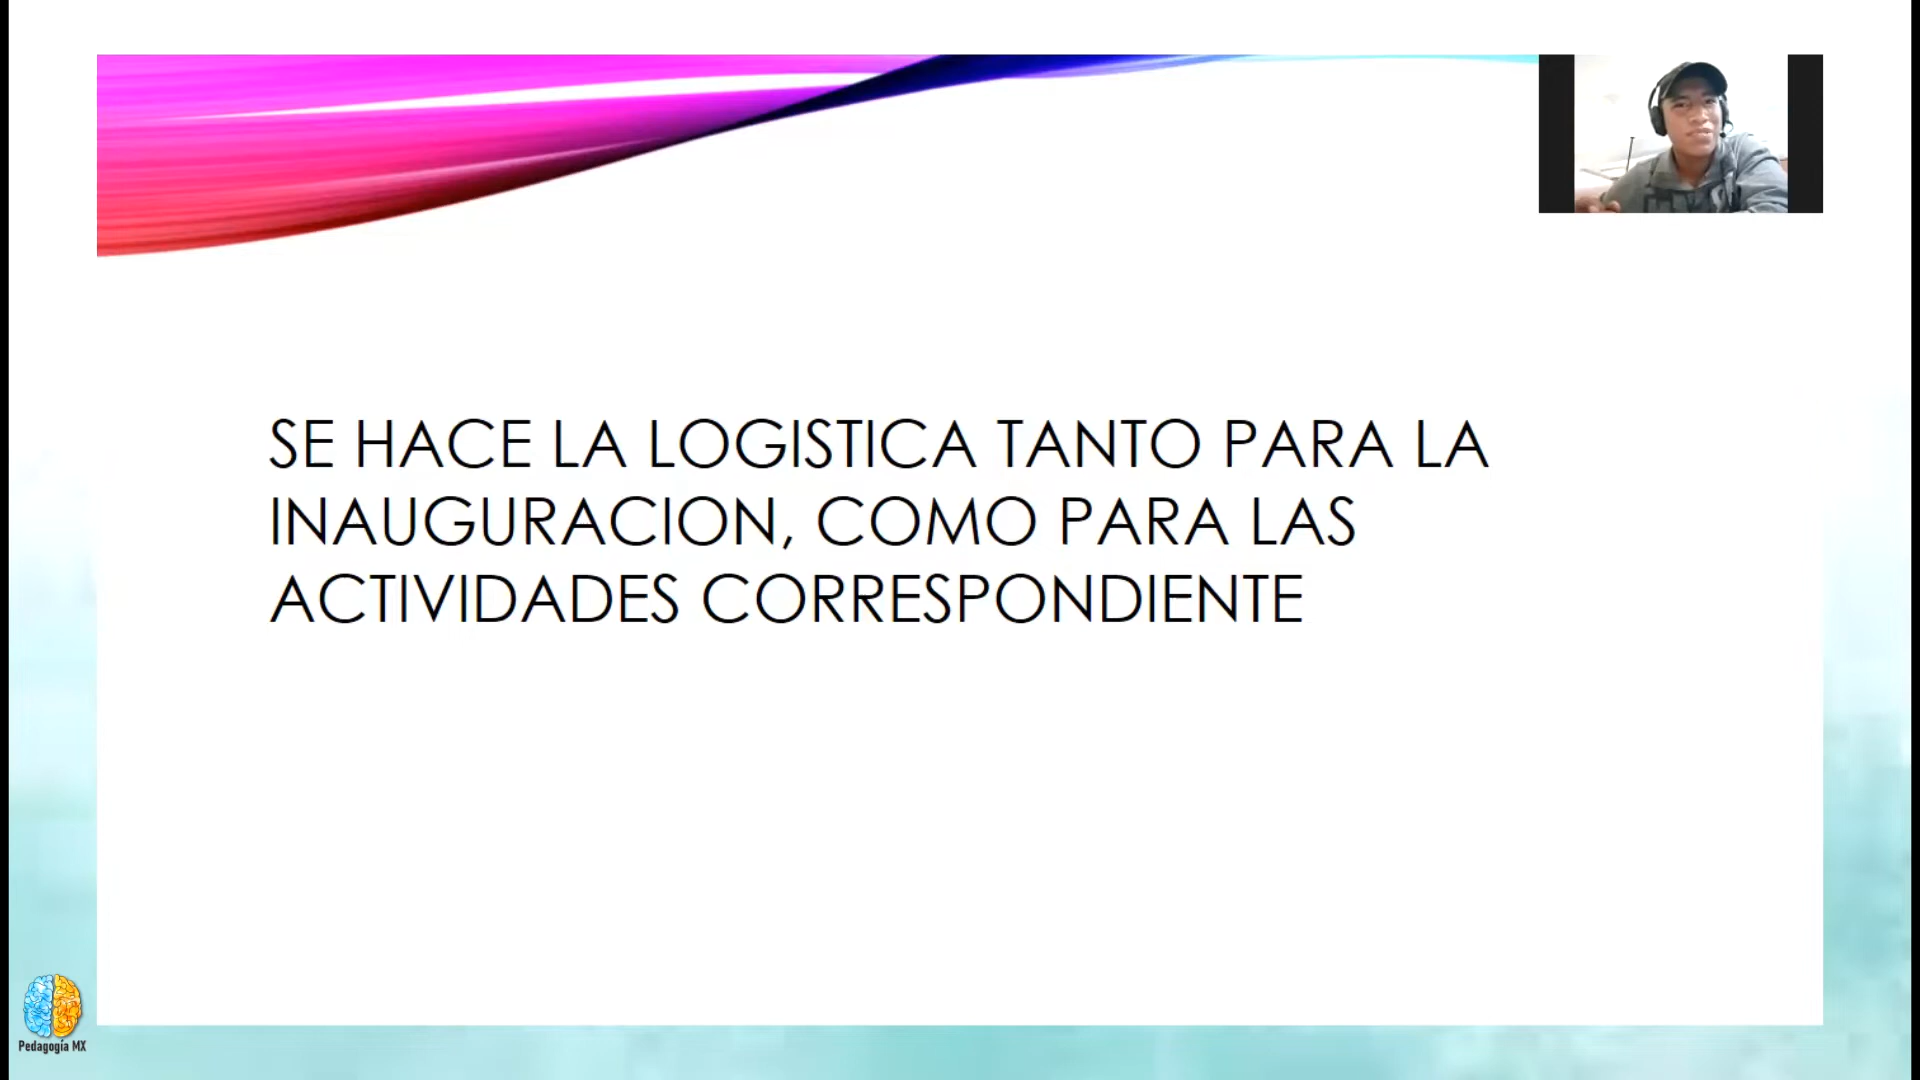 SE HACE LA LOGISTICA TANTO PARA LA
INAUGURACION, COMO PARA LAS
ACTIVIDADES CORRESPONDIENTE
Pedagogía MX